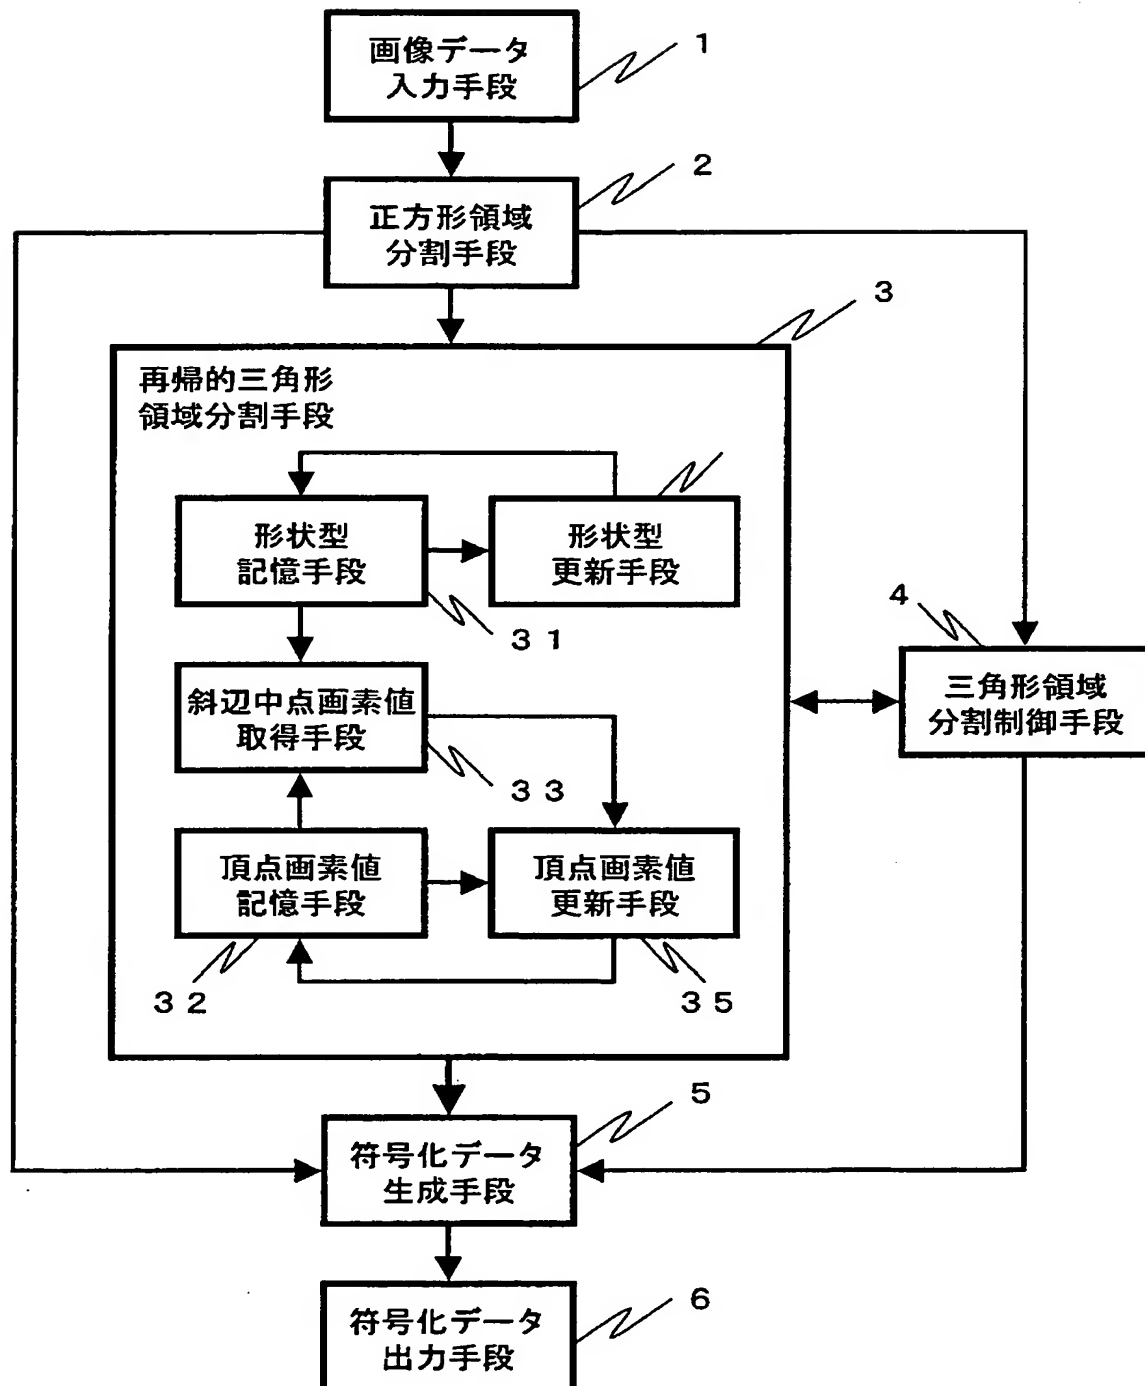 画像データ
入力手段
1
正方形領域
分割手段
2
3
再帰的三角形
領域分割手段
形状型
記憶手段
31
形状型
更新手段
斜辺中点画素値
取得手段
33
頂点画素値
記憶手段
32
頂点画素値
更新手段
35
4
三角形領域
分割制御手段
符号化データ
生成手段
5
符号化データ
出力手段
6